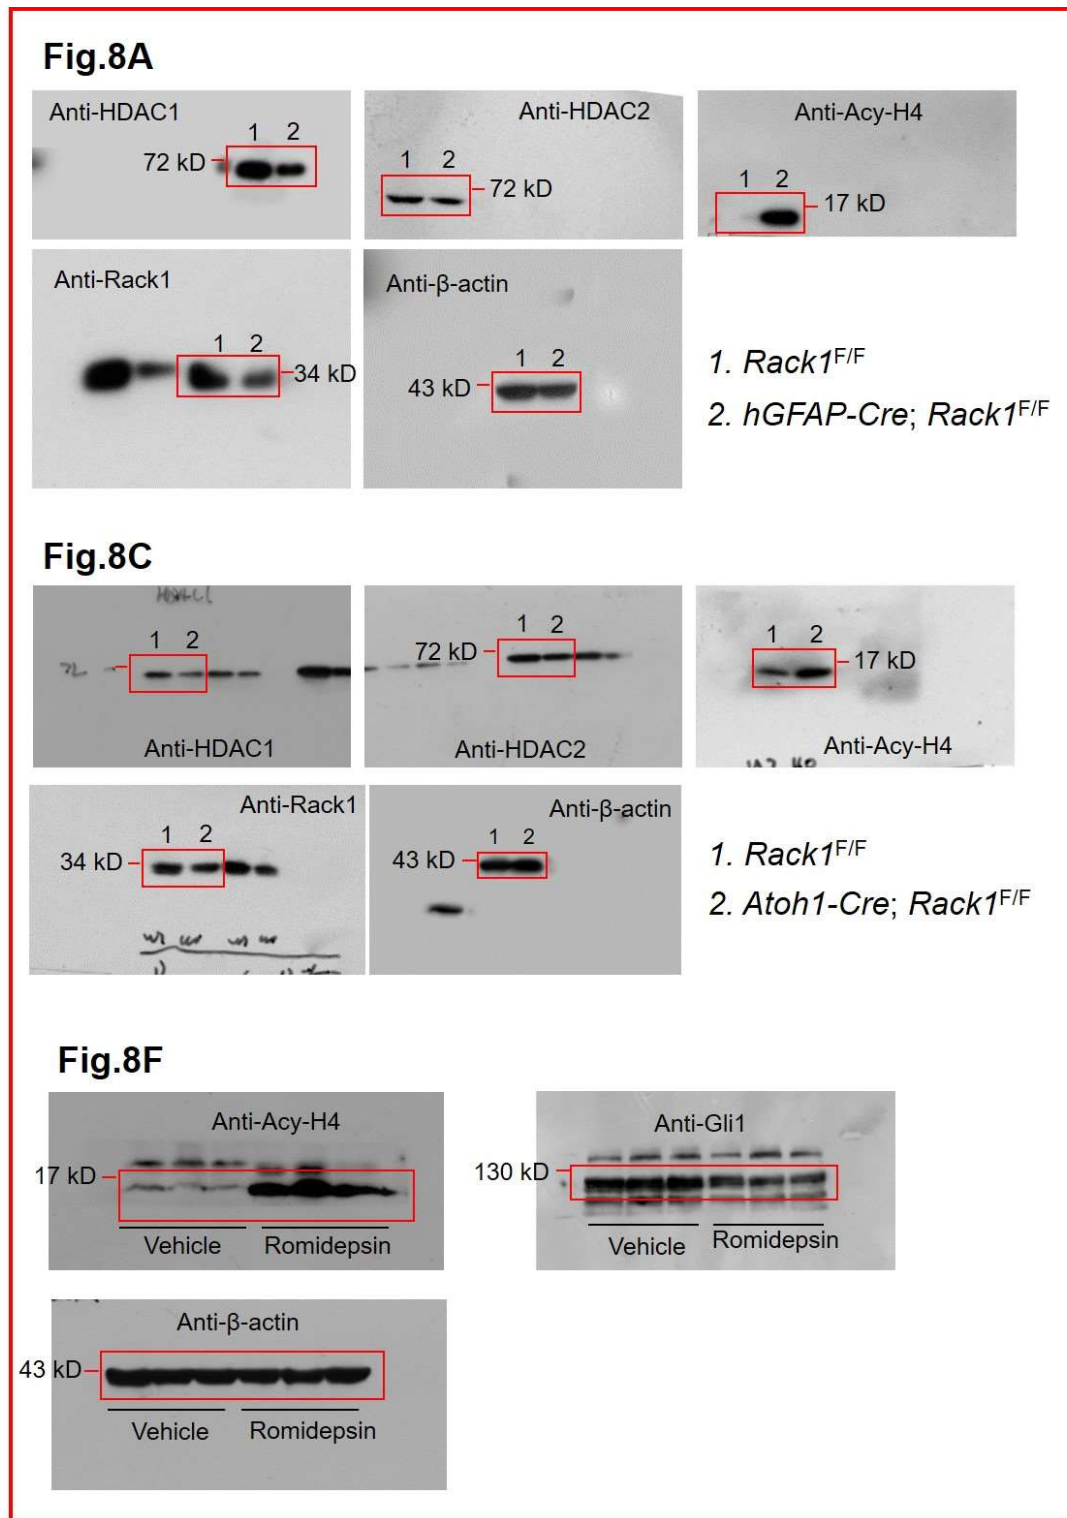 Fig.8A
Anti-HDAC1
1 2
72 kD
Anti-HDAC2
1 2
72 kD
Anti-Acy-H4
1 2
17 kD
Anti-Rack1
1 2
34 kD
Anti-β-actin
1 2
43 kD
1. Rack1F/F
2. hGFAP-Cre; Rack1F/F
Fig.8C
HDAC1
1 2
72
Anti-HDAC1
1 2
72 kD
Anti-HDAC2
1 2
17 kD
Anti-Acy-H4
Anti-Rack1
1 2
34 kD
Anti-β-actin
1 2
43 kD
1. Rack1F/F
2. Atoh1-Cre; Rack1F/F
Fig.8F
Anti-Acy-H4
17 kD
Vehicle Romidepsin
Anti-Gli1
130 kD
Vehicle Romidepsin
Anti-β-actin
43 kD
Vehicle Romidepsin